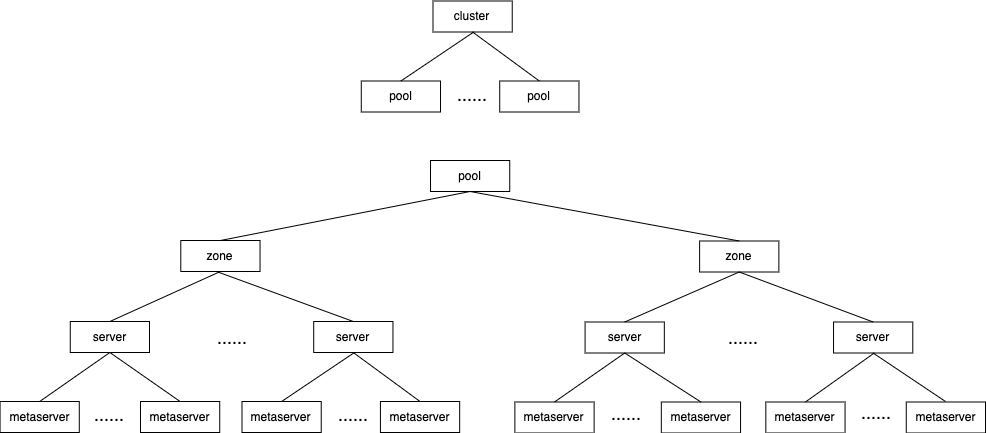 cluster
pool ...... pool
pool
zone zone
server ...... server server ...... server
metaserver ...... metaserver metaserver ...... metaserver metaserver ...... metaserver metaserver ...... metaserver